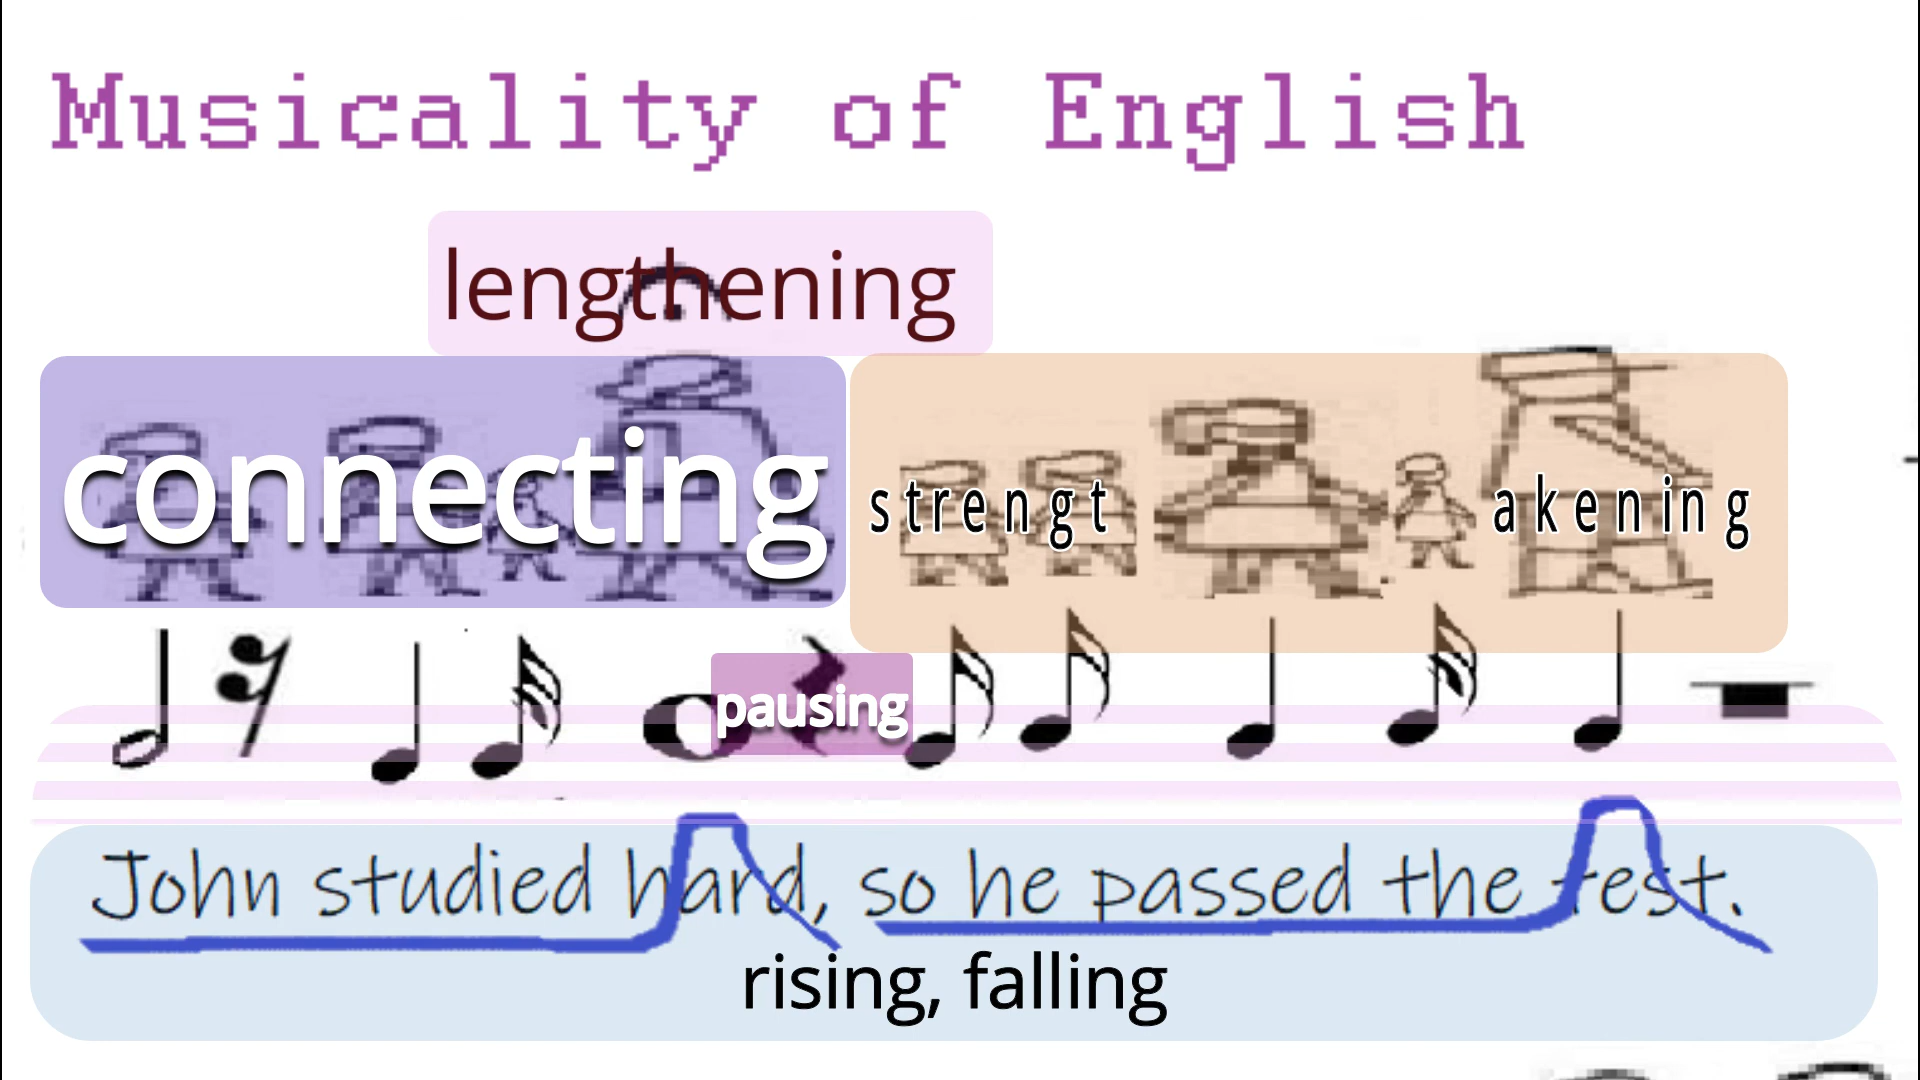 Musicality of English
lengthening
connecting
strengt akening
pausing
John studied hard, so he passed the test.
rising, falling